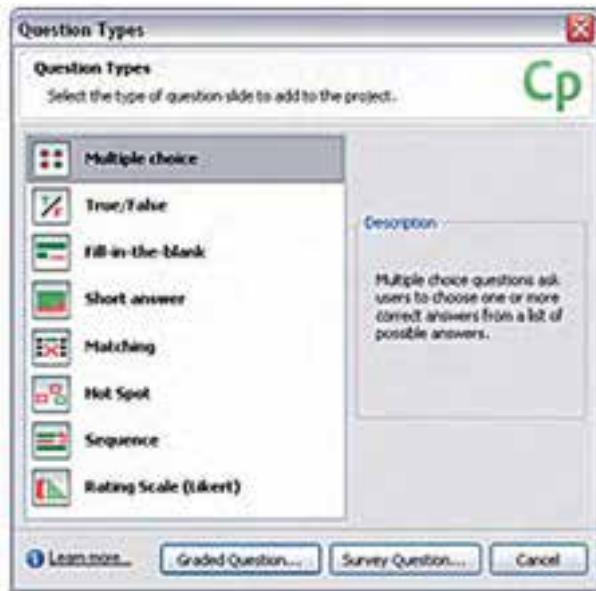 Question Types
Question Types
Select the type of question slide to add to the project.
Cp
Multiple choice
True/False
Fill-in-the-blank
Short answer
Matching
Hot Spot
Sequence
Rating Scale (Likert)
Description
Multiple choice questions ask
users to choose one or more
correct answers from a list of
possible answers.
Learn more...
Graded Question...
Survey Question...
Cancel